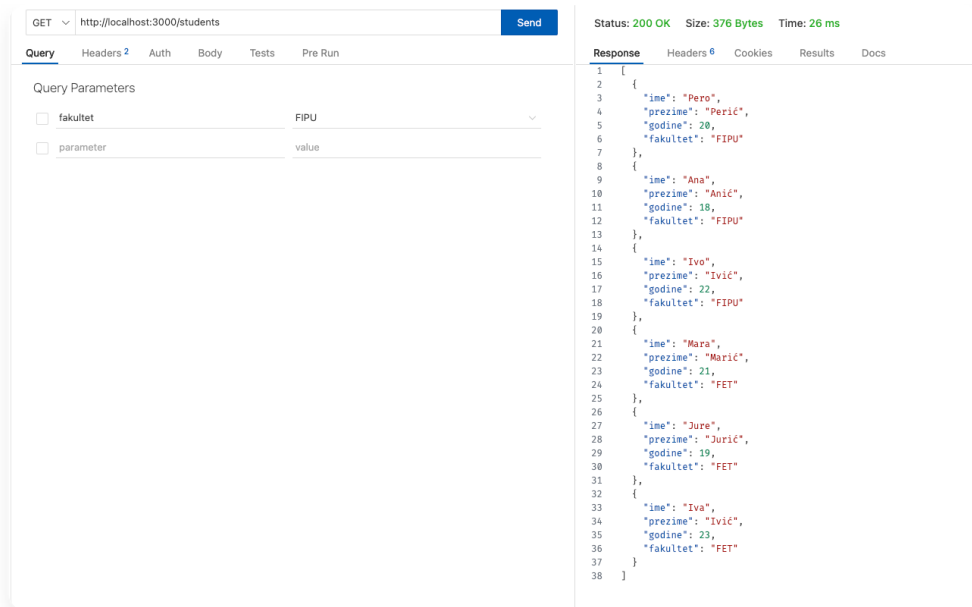 GET http://localhost:3000/students Send
Query Headers 2 Auth Body Tests Pre Run
Query Parameters
fakultet FIPU
parameter value
Status: 200 OK Size: 376 Bytes Time: 26 ms
Response Headers 6 Cookies Results Docs
1 [
2 {
3 "ime": "Pero",
4 "prezime": "Perić",
5 "godine": 20,
6 "fakultet": "FIPU"
7 },
8 {
9 "ime": "Ana",
10 "prezime": "Anić",
11 "godine": 18,
12 "fakultet": "FIPU"
13 },
14 {
15 "ime": "Ivo",
16 "prezime": "Ivić",
17 "godine": 22,
18 "fakultet": "FIPU"
19 },
20 {
21 "ime": "Mara",
22 "prezime": "Marić",
23 "godine": 21,
24 "fakultet": "FET"
25 },
26 {
27 "ime": "Jure",
28 "prezime": "Jurić",
29 "godine": 19,
30 "fakultet": "FET"
31 },
32 {
33 "ime": "Iva",
34 "prezime": "Ivić",
35 "godine": 23,
36 "fakultet": "FET"
37 }
38 ]